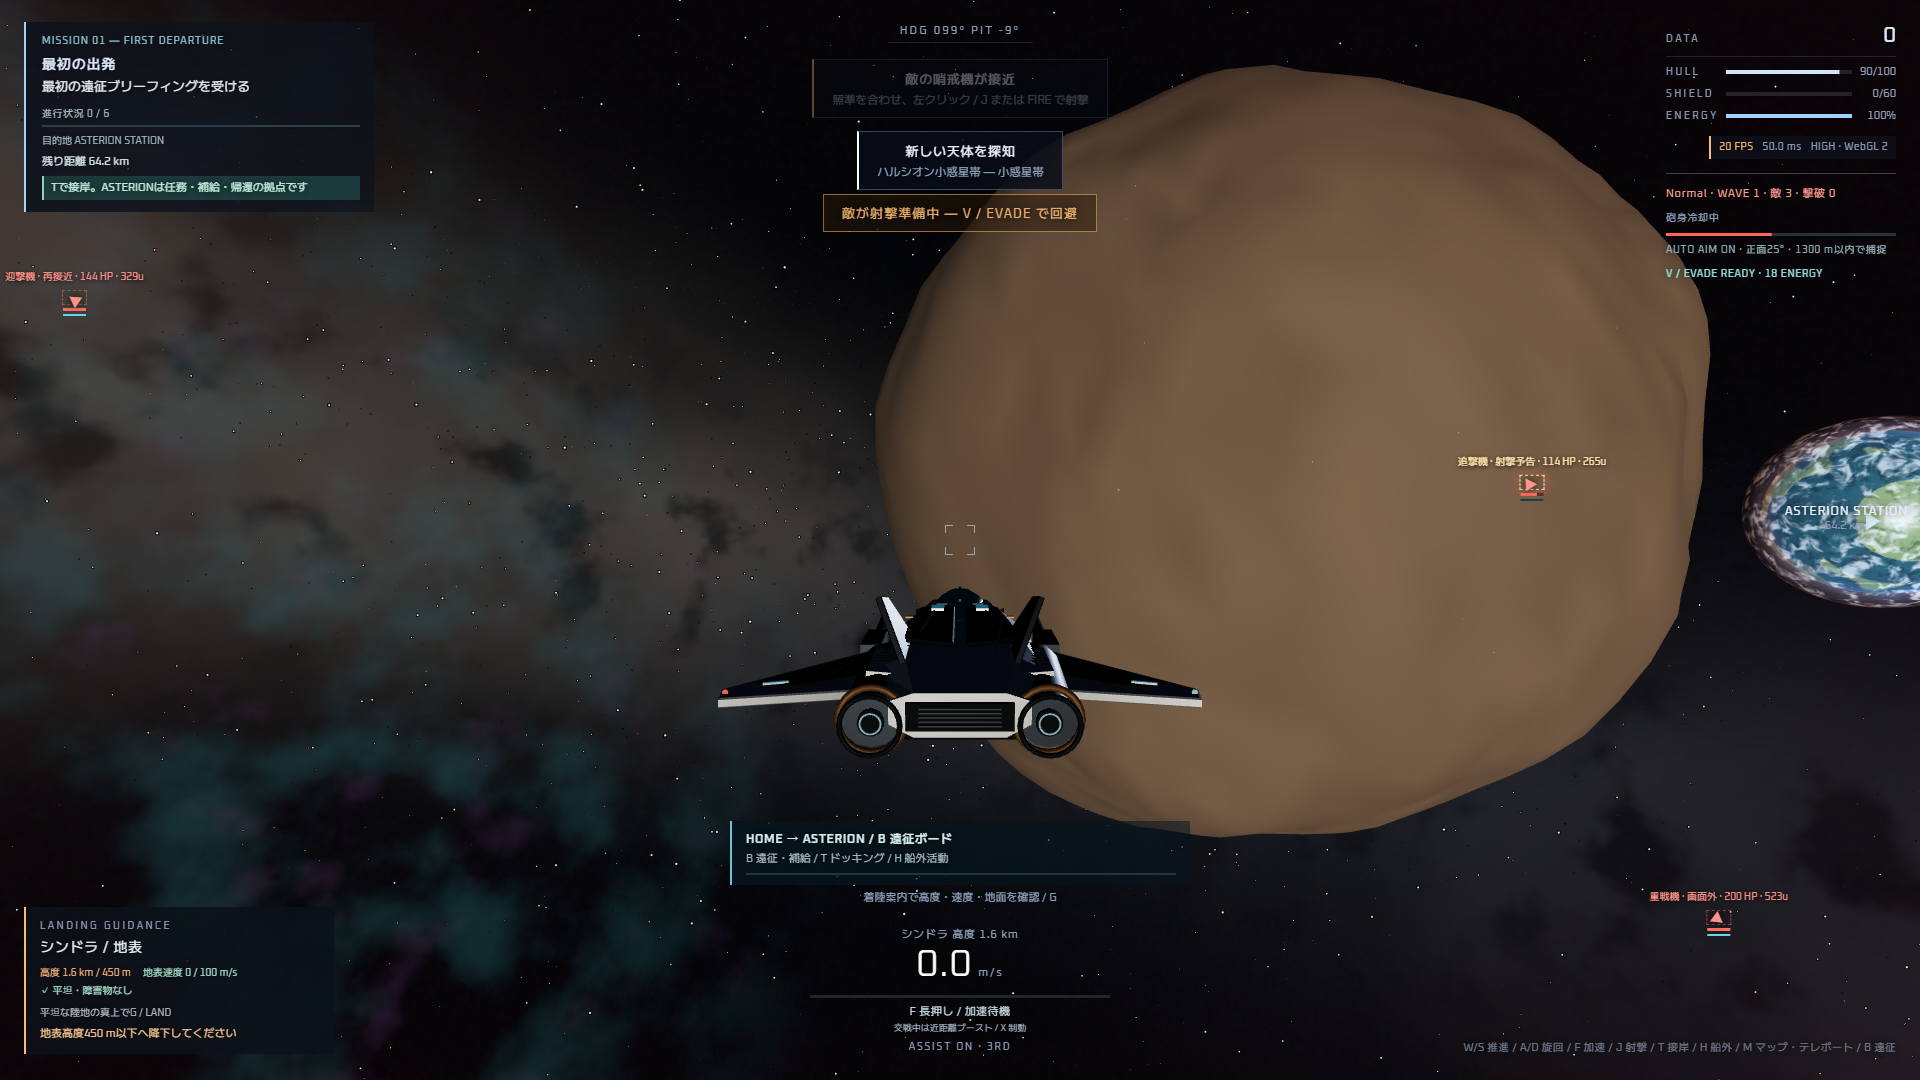 MISSION 01 — FIRST DEPARTURE
最初の出発
最初の遠征ブリーフィングを受ける
進行状況 0 / 6
目的地 ASTERION STATION
残り距離 64.2 km
Tで接岸。ASTERIONは任務・補給・帰還の拠点です
HDG 099° PIT -9°
敵の哨戒機が接近
照準を合わせ、左クリック / J または FIRE で射撃
新しい天体を探知
ハルシオン小惑星帯 — 小惑星帯
敵が射撃準備中 — V / EVADE で回避
DATA 0
HULL 90/100
SHIELD 0/60
ENERGY 100%
20 FPS 50.0 ms HIGH · WebGL 2
Normal · WAVE 1 · 敵 3 · 撃破 0
砲身冷却中
AUTO AIM ON · 正面25° · 1300 m以内で捕捉
V / EVADE READY · 18 ENERGY
迎撃機 · 再接近 · 144 HP · 329u
追撃機 · 射撃予告 · 114 HP · 265u
ASTERION STATION
64.2 k
重戦機 · 画面外 · 200 HP · 523u
HOME → ASTERION / B 遠征ボード
B 遠征・補給 / T ドッキング / H 船外活動
着陸案内で高度・速度・地面を確認 / G
シンドラ 高度 1.6 km
0.0 m/s
F 長押し / 加速待機
交戦中は近距離ブースト / X 制動
ASSIST ON · 3RD
LANDING GUIDANCE
シンドラ / 地表
高度 1.6 km / 450 m 地表速度 0 / 100 m/s
✓ 平坦・障害物なし
平坦な陸地の真上でG / LAND
地表高度450 m以下へ降下してください
W/S 推進 / A/D 旋回 / F 加速 / J 射撃 / T 接岸 / H 船外 / M マップ・テレポート / B 遠征